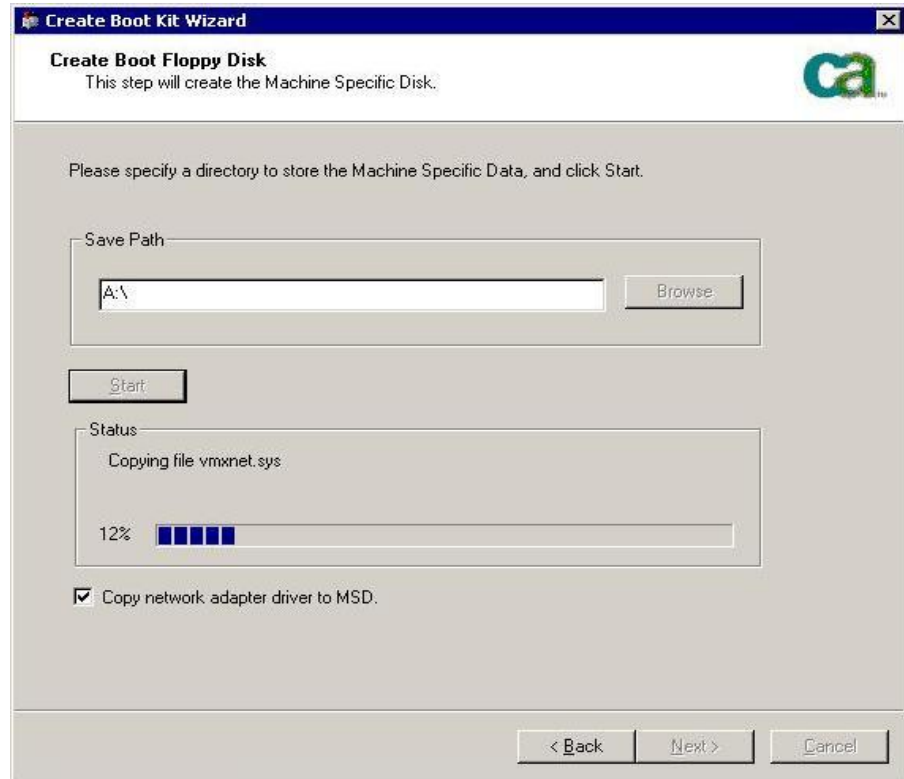 Create Boot Kit Wizard
Create Boot Floppy Disk
This step will create the Machine Specific Disk.
ca
Please specify a directory to store the Machine Specific Data, and click Start.
Save Path
A:\
Browse
Start
Status
Copying file vmxnet.sys
12%
Copy network adapter driver to MSD.
< Back
Next >
Cancel